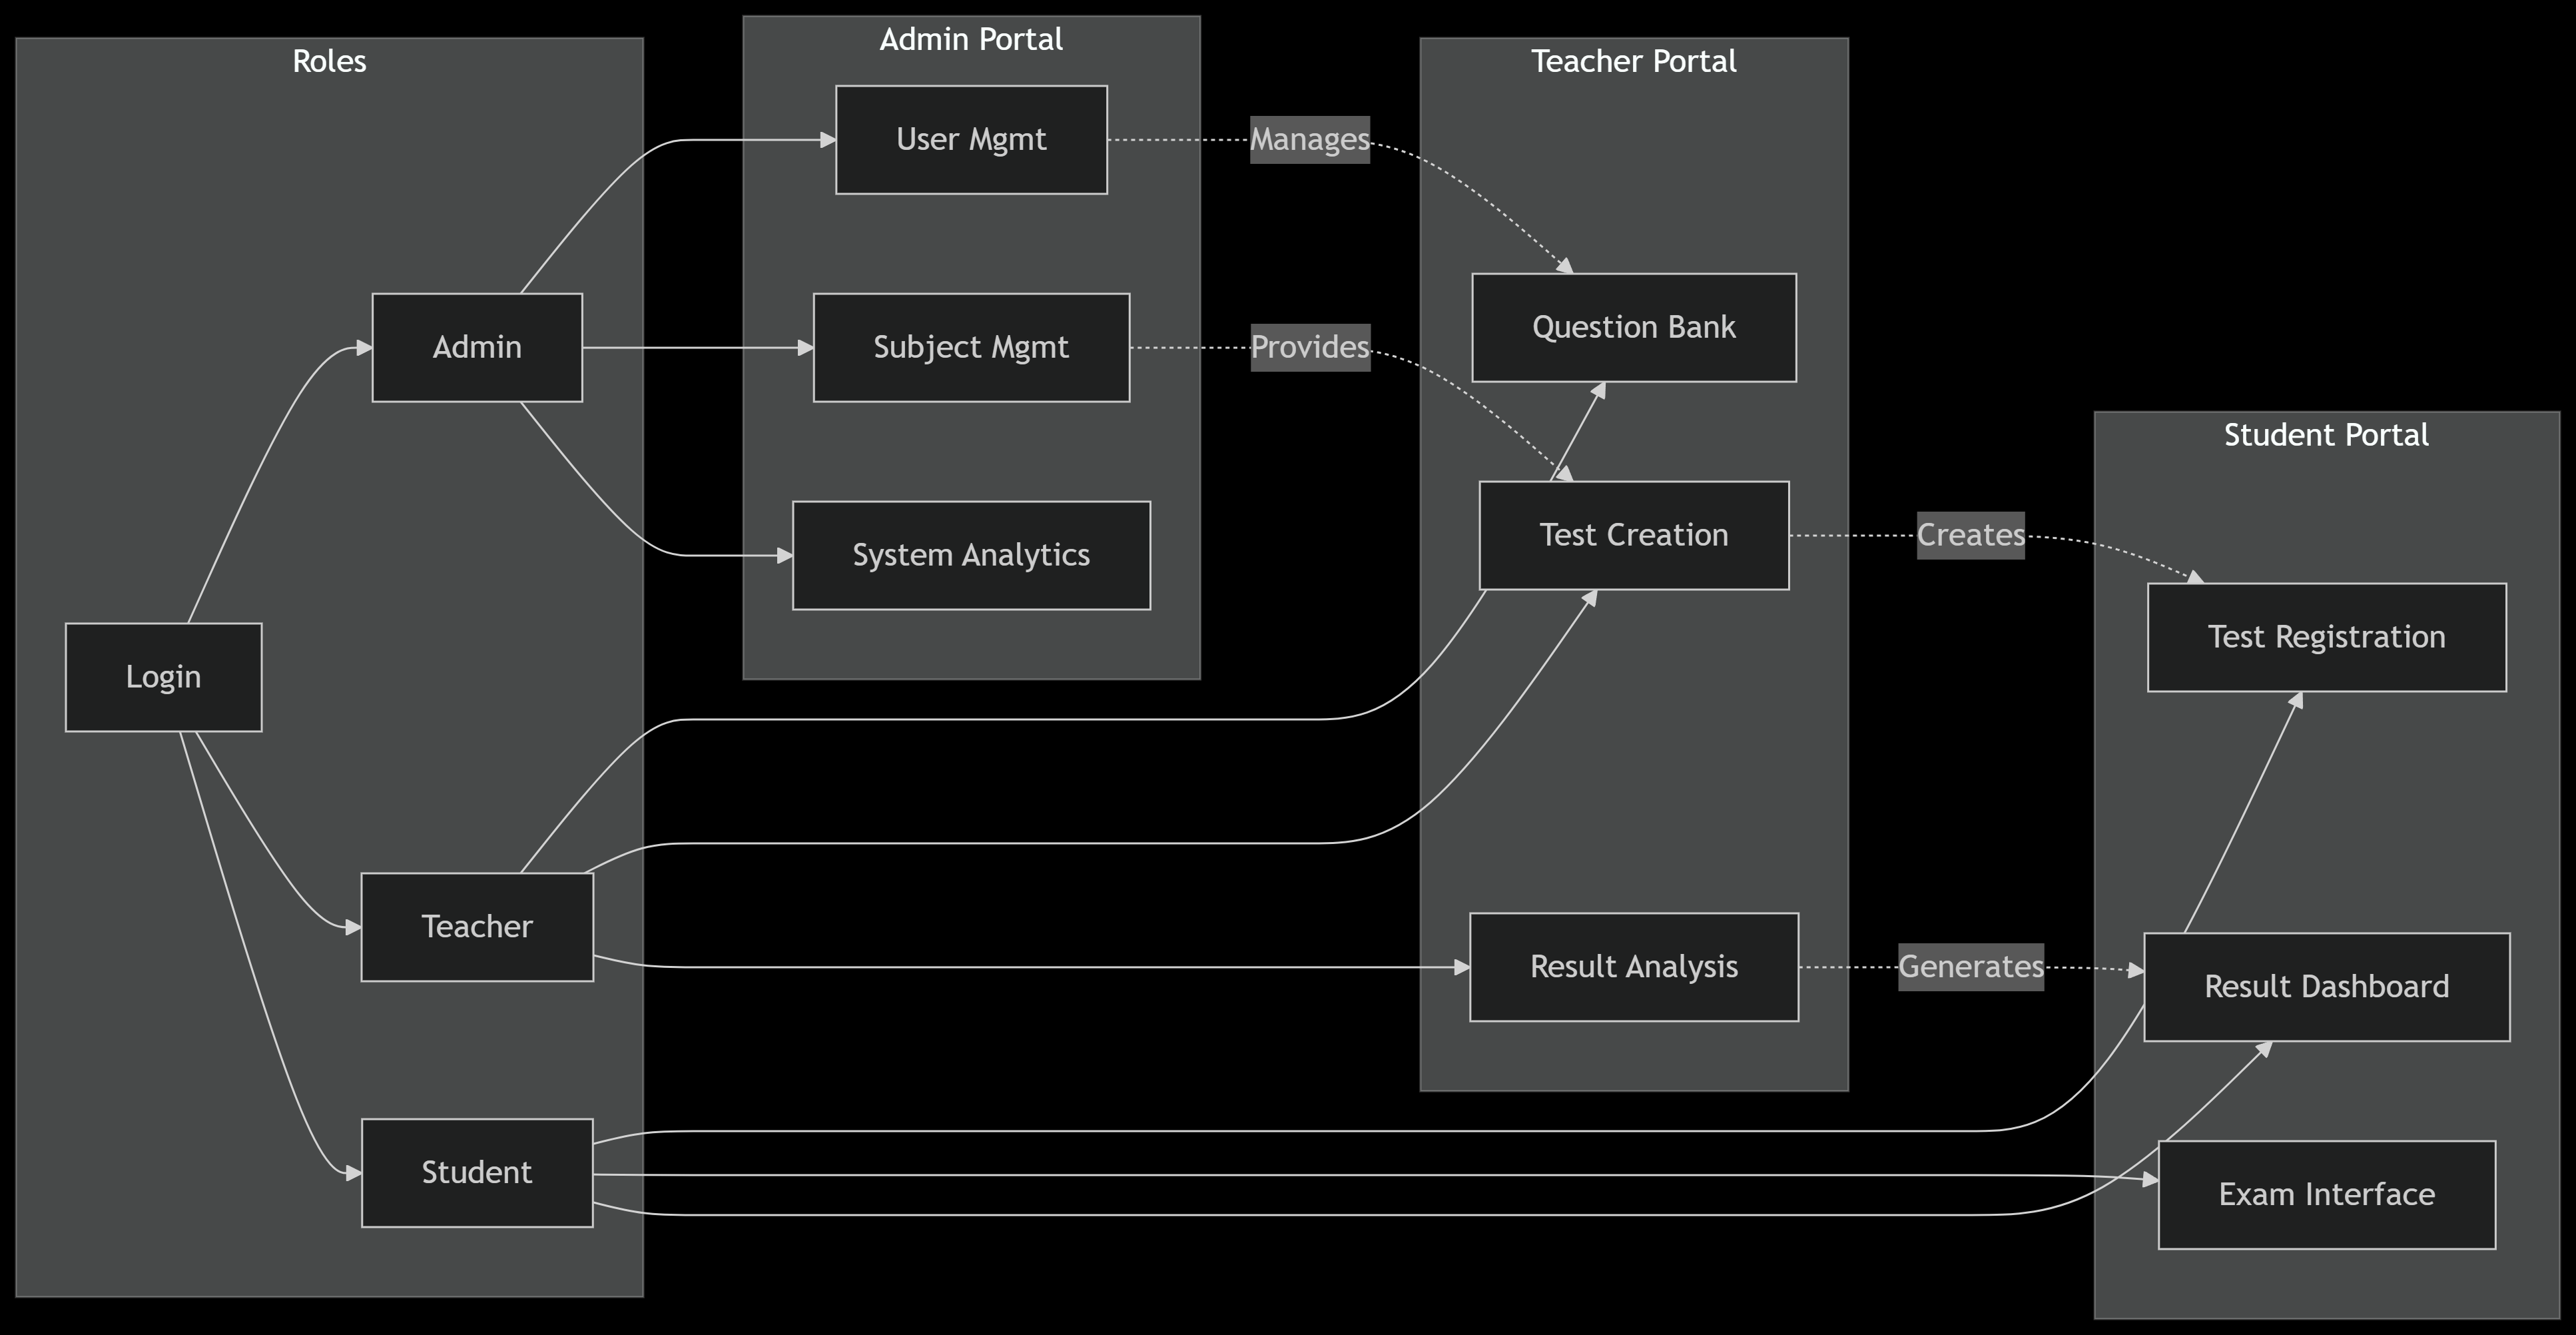 Roles
Login
Admin
Teacher
Student
Admin Portal
User Mgmt
Subject Mgmt
System Analytics
Manages
Provides
Teacher Portal
Question Bank
Test Creation
Result Analysis
Creates
Generates
Student Portal
Test Registration
Result Dashboard
Exam Interface